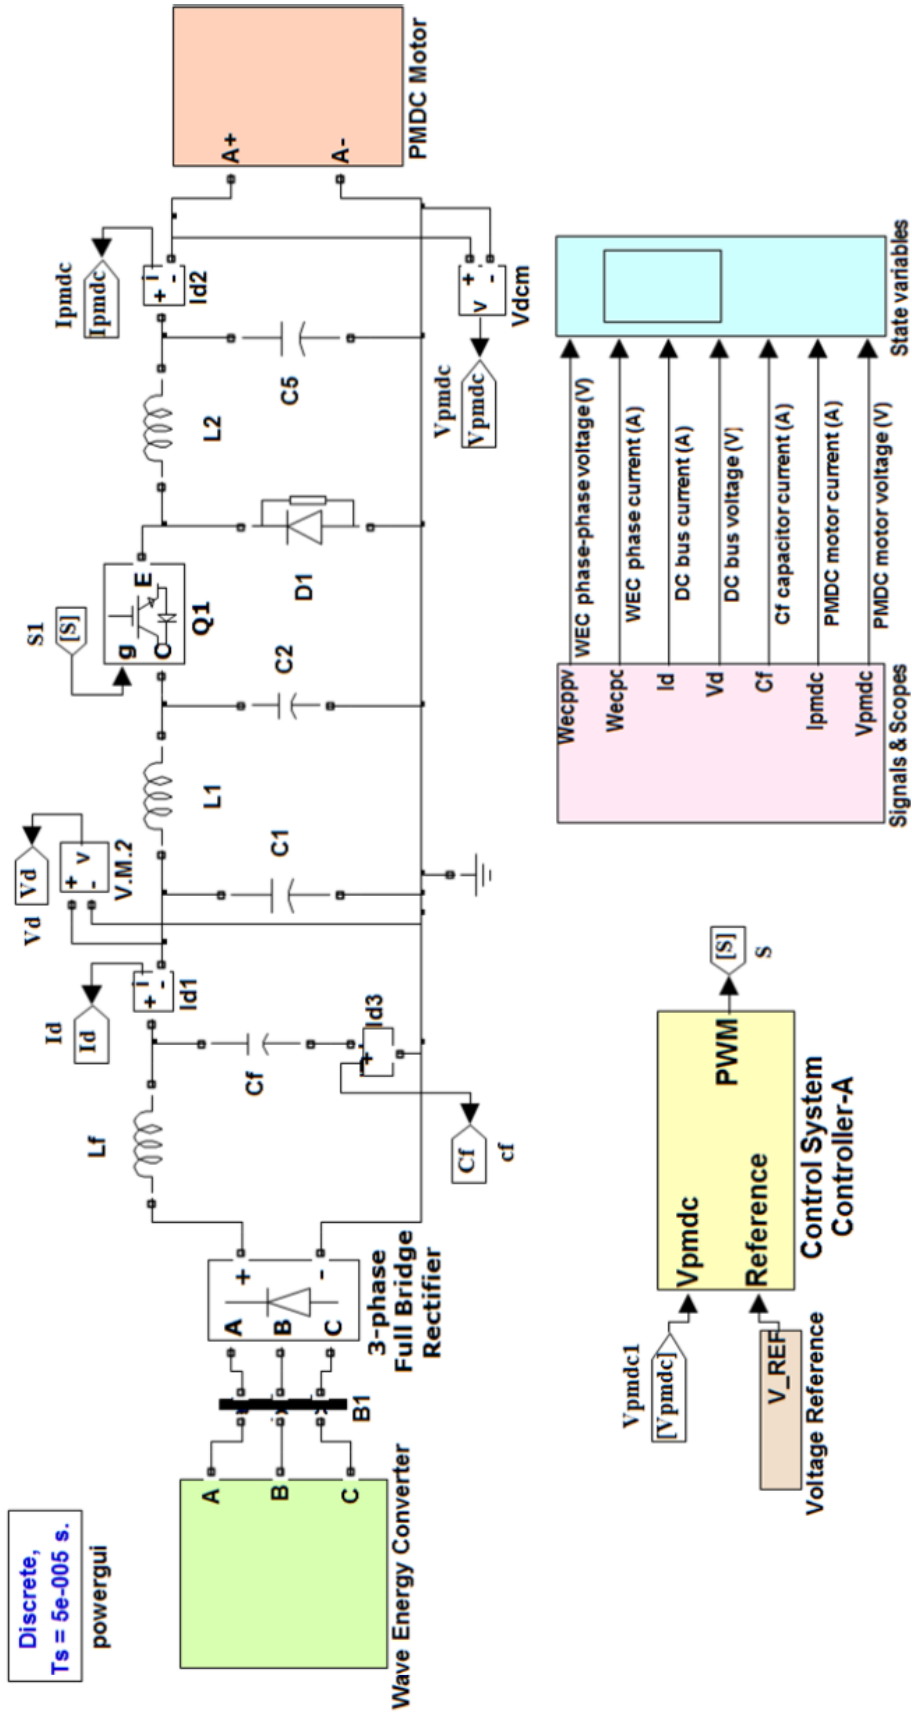 Discrete,
Ts = 5e-005 s.
powergui
Wave Energy Converter
A
B
C
B1
A
B
C
+
-
3-phase
Full Bridge
Rectifier
Lf
Cf
Id
Id
+
i
-
Id1
+
Id3
Cf
cf
Vd
Vd
+
v
-
V.M.2
C1
L1
C2
S1
[S]
g
C
E
Q1
D1
L2
C5
Ipmdc
Ipmdc
+
i
-
Id2
Vpmdc
Vpmdc
+
v
-
Vdcm
A+
A-
PMDC Motor
Vpmdc1
[Vpmdc]
V_REF
Voltage Reference
Vpmdc
Reference
PWM
Control System
Controller-A
[S]
S
Wecppv
Wecpc
Id
Vd
Cf
Ipmdc
Vpmdc
Signals & Scopes
WEC phase-phase voltage(V)
WEC phase current (A)
DC bus current (A)
DC bus voltage (V)
Cf capacitor current (A)
PMDC motor current (A)
PMDC motor voltage (V)
State variables